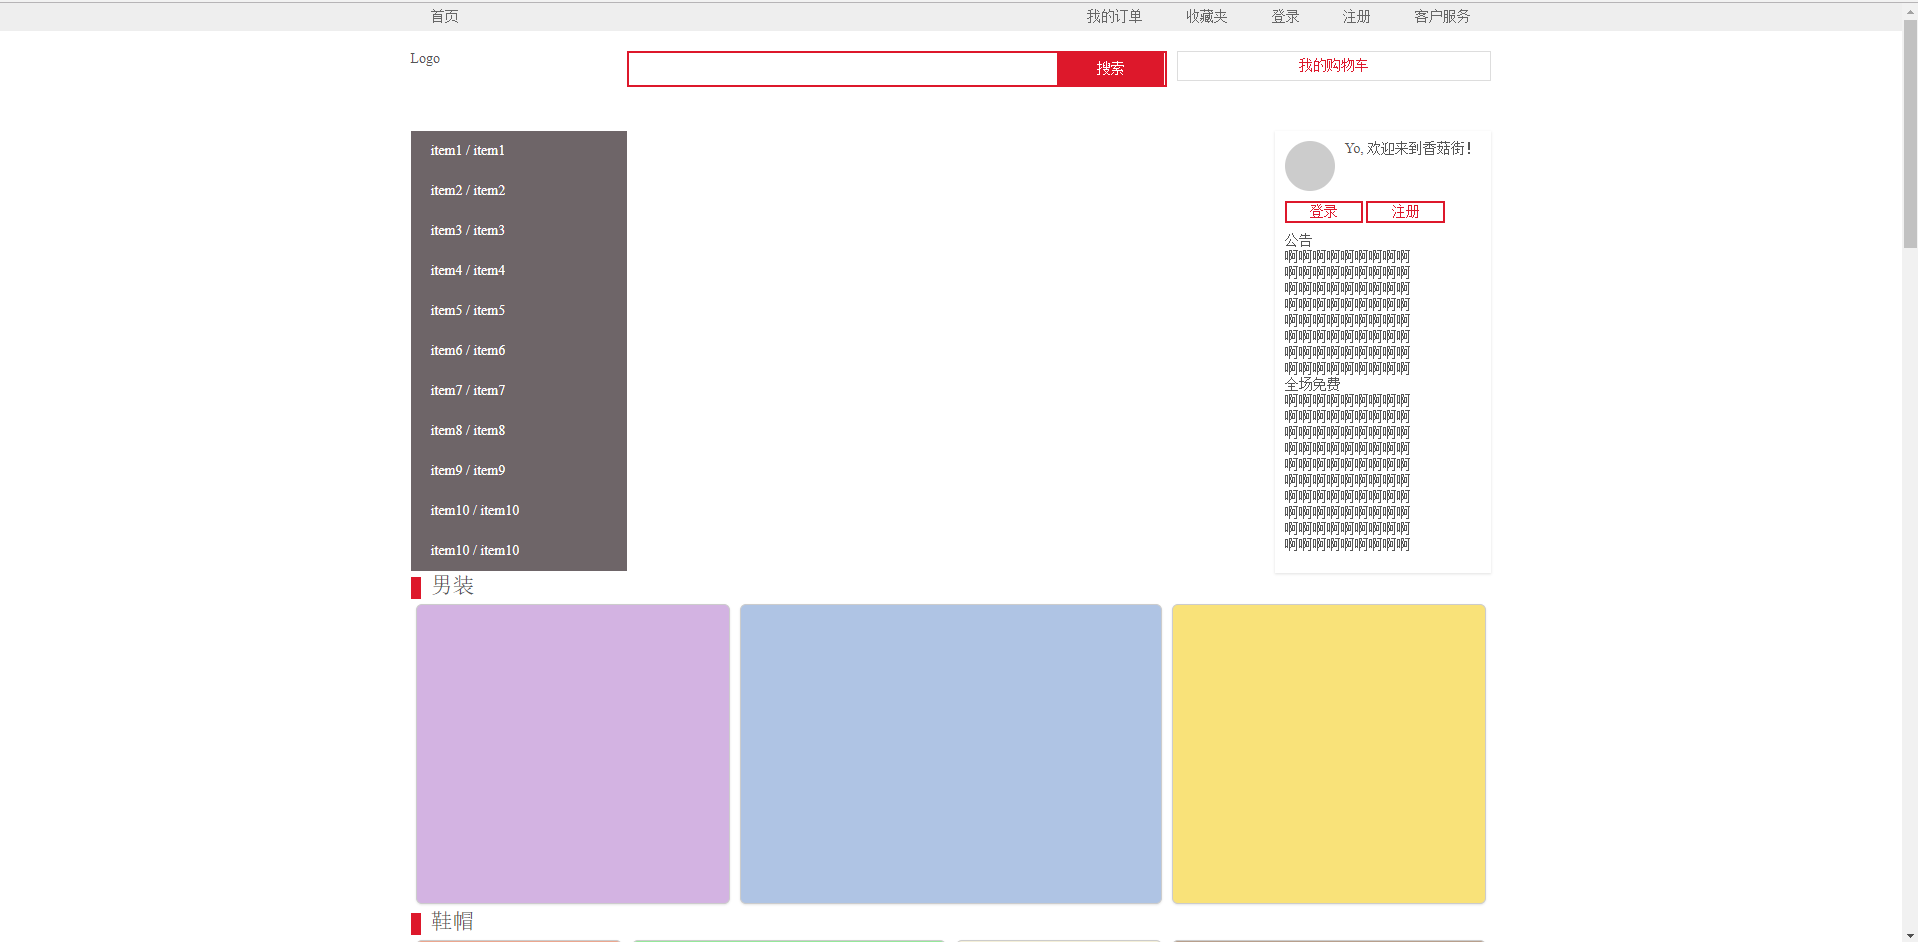 首页 我的订单 收藏夹 登录 注册 客户服务
Logo 搜索 我的购物车
item1 / item1
item2 / item2
item3 / item3
item4 / item4
item5 / item5
item6 / item6
item7 / item7
item8 / item8
item9 / item9
item10 / item10
item10 / item10
Yo, 欢迎来到香菇街!
登录 注册
公告
啊啊啊啊啊啊啊啊啊
啊啊啊啊啊啊啊啊啊
啊啊啊啊啊啊啊啊啊
啊啊啊啊啊啊啊啊啊
啊啊啊啊啊啊啊啊啊
啊啊啊啊啊啊啊啊啊
啊啊啊啊啊啊啊啊啊
啊啊啊啊啊啊啊啊啊
全场免费
啊啊啊啊啊啊啊啊啊
啊啊啊啊啊啊啊啊啊
啊啊啊啊啊啊啊啊啊
啊啊啊啊啊啊啊啊啊
啊啊啊啊啊啊啊啊啊
啊啊啊啊啊啊啊啊啊
啊啊啊啊啊啊啊啊啊
啊啊啊啊啊啊啊啊啊
啊啊啊啊啊啊啊啊啊
啊啊啊啊啊啊啊啊啊
男装
鞋帽